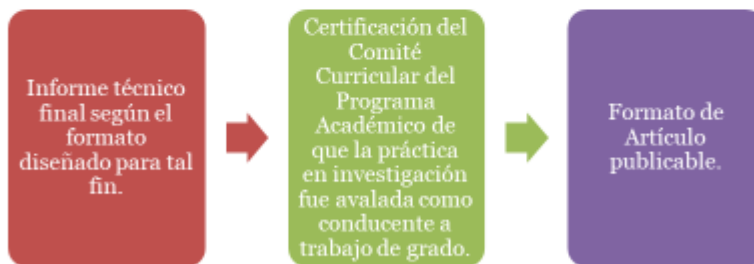 Informe técnico
final según el
formato
diseñado para tal
fin.
Certificación del
Comité
Curricular del
Programa
Académico de
que la práctica
en investigación
fue avalada como
conducente a
trabajo de grado.
Formato de
Artículo
publicable.